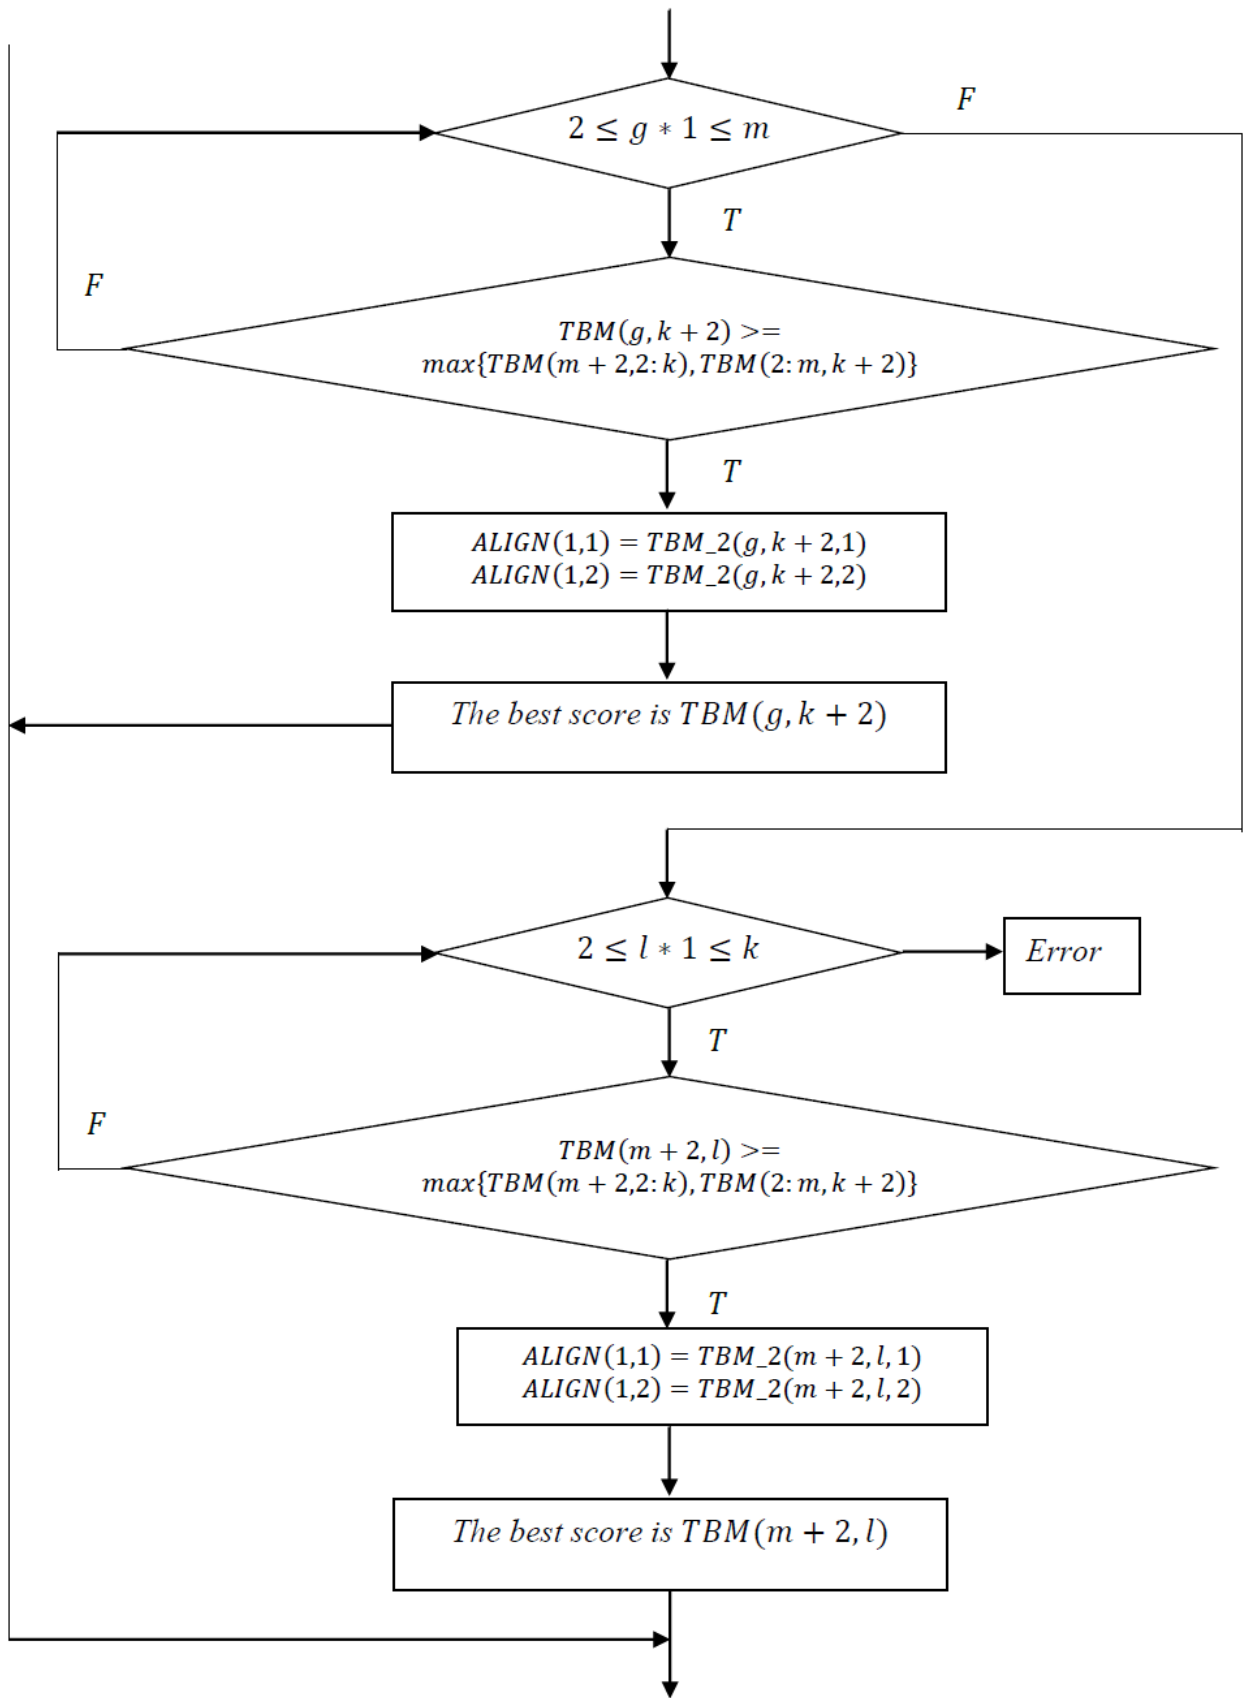 2 ≤ g ∗ 1 ≤ m
F
T
F
TBM(g, k + 2) >=
max{TBM(m + 2,2: k), TBM(2: m, k + 2)}
T
ALIGN(1,1) = TBM_2(g, k + 2,1)
ALIGN(1,2) = TBM_2(g, k + 2,2)
The best score is TBM(g, k + 2)
2 ≤ l ∗ 1 ≤ k
Error
T
F
TBM(m + 2, l) >=
max{TBM(m + 2,2: k), TBM(2: m, k + 2)}
T
ALIGN(1,1) = TBM_2(m + 2, l, 1)
ALIGN(1,2) = TBM_2(m + 2, l, 2)
The best score is TBM(m + 2, l)